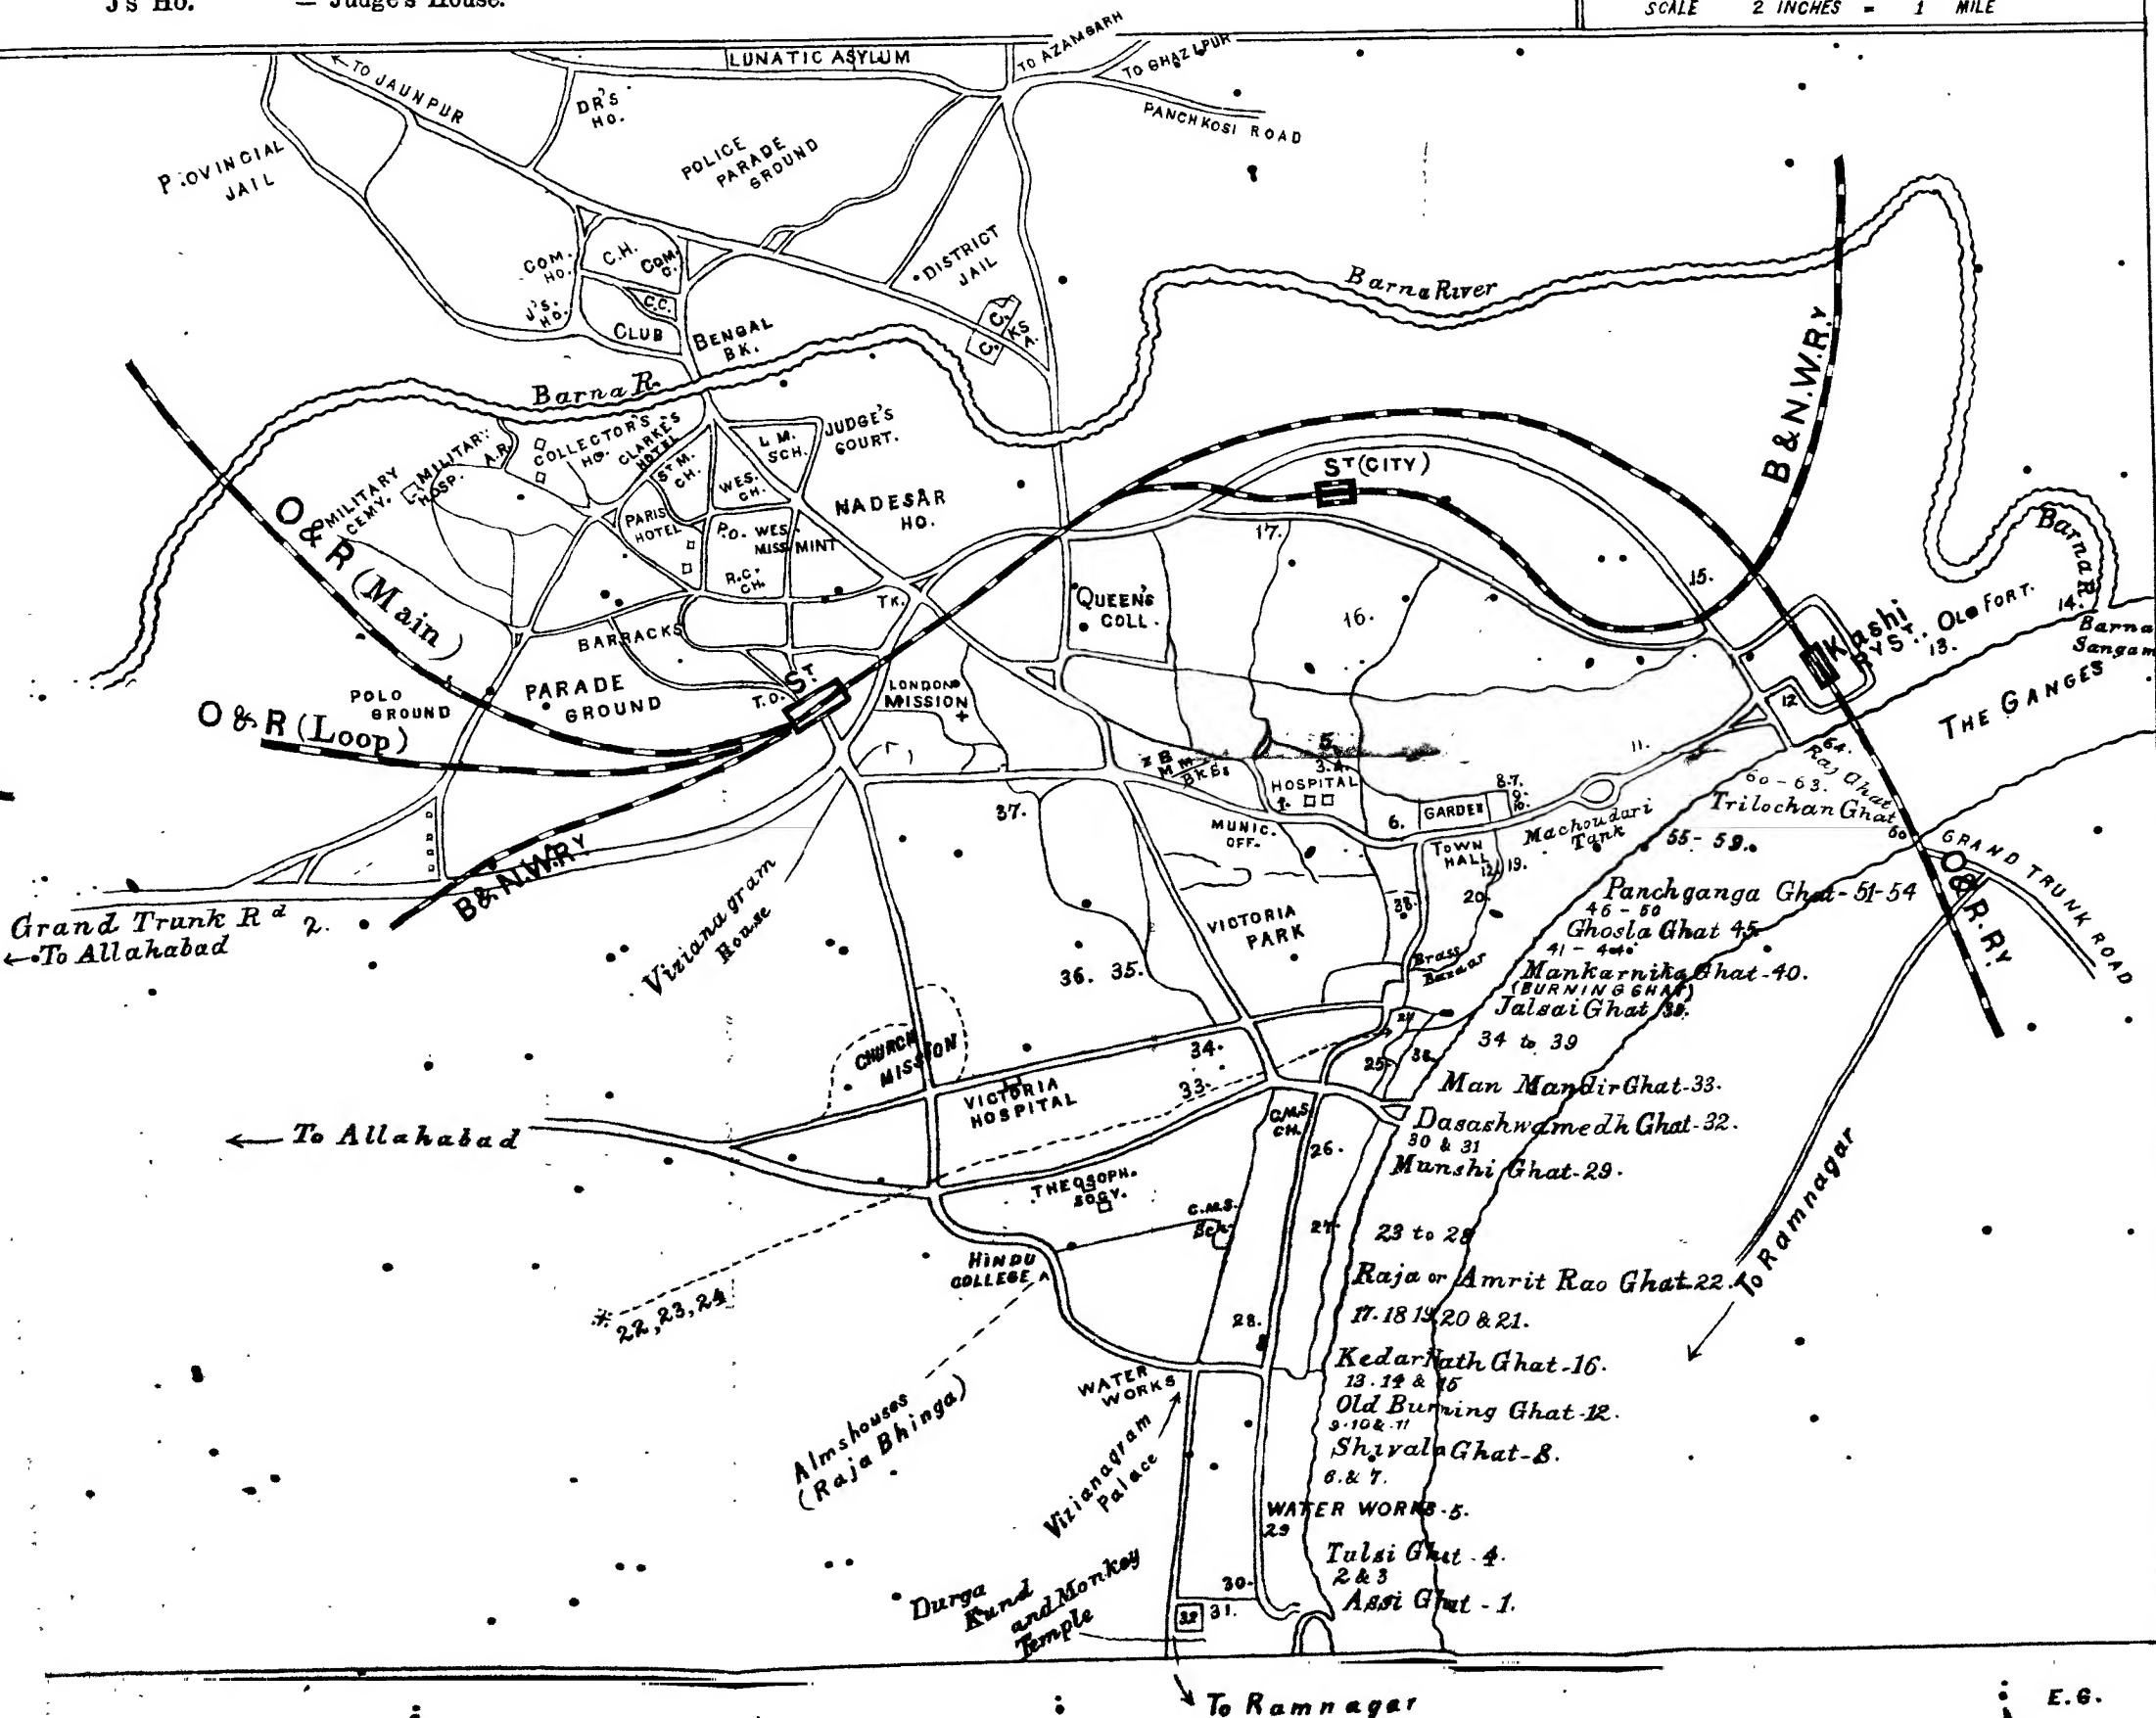 J's Ho. = Judge's House.
SCALE 2 INCHES = 1 MILE
LUNATIC ASYLUM
TO AZAMGARH
TO GHAZIPUR
PANCHKOSI ROAD
← TO JAUNPUR
DR'S
HO.
POLICE
PARADE
GROUND
P.OVINCIAL
JAIL
COM.
HO.
C.H.
COM.
C.
C.C.
J'S.
HO.
CLUB
BENGAL
BK.
DISTRICT
JAIL
C.
C.
KS
A.
Barna River
B & N.W.RY
Barna R.
COLLECTOR'S
HO.
CLARKE'S
HOTEL
MILITARY
HOSP.
A.R.
MILITARY
CEMY.
ST M.
CH.
L M.
SCH.
JUDGE'S
COURT.
WES.
CH.
NADESAR
HO.
PARIS
HOTEL
P.O.
WES.
MISS
MINT
R.C.
CH.
TK.
O & R (Main)
ST (CITY)
17.
16.
15.
QUEEN'S
COLL.
BARRACKS
PARADE
GROUND
POLO
GROUND
O & R (Loop)
T.O.
ST
LONDON
MISSION
Kashi
RY ST.
OLD FORT.
13.
14.
Barna R.
Barna
Sangam
THE GANGES
12
11.
64.
Raj Ghat
60 - 63.
Trilochan Ghat
60
Machoudari
Tank
55 - 59.
5.
3.4.
HOSPITAL
1.
BKS.
MUNIC.
OFF.
6.
GARDEN
8.7.
9.
10.
TOWN
HALL
19.
20.
38.
37.
36. 35.
VICTORIA
PARK
Brass
Bazaar
Grand Trunk Rd 2.
← To Allahabad
B & N.W.RY
Vizianagram
House
Panchganga Ghat - 51-54
46 - 50
Ghosla Ghat 45
41 - 44
Mankarnika Ghat - 40.
(BURNING GHAT)
Jalsai Ghat
34 to 39
Man Mandir Ghat - 33.
Dasashwamedh Ghat - 32.
30 & 31
Munshi Ghat - 29.
23 to 28
Raja or Amrit Rao Ghat 22.
17. 18 19, 20 & 21.
Kedar Nath Ghat - 16.
13. 14 & 15
Old Burning Ghat - 12.
9.10 & 11
Shivala Ghat - 8.
6. & 7.
WATER WORKS - 5.
29
Tulsi Ghat - 4.
2 & 3
Assi Ghat - 1.
GRAND TRUNK ROAD
O & R. RY.
To Ramnagar
CHURCH
MISSION
VICTORIA
HOSPITAL
34.
33.
25
C.M.S.
CH.
26.
← To Allahabad
THEOSOPH.
SOCY.
C.M.S.
Sch.
27.
HINDU
COLLEGE
* 22, 23, 24
28.
Almshouses
(Raja Bhinga)
WATER
WORKS
Vizianagram
Palace
Durga
Kund
and Monkey
Temple
30.
32
31.
To Ramnagar
E.G.